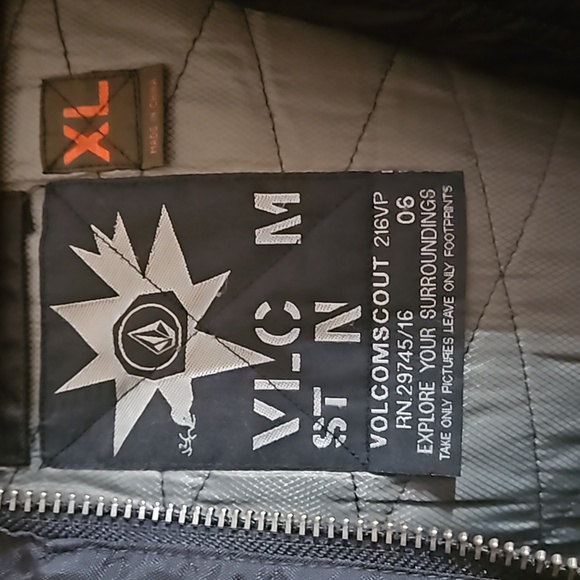 XL
MADE IN CHINA
VLC M
ST N
VOLCOMSCOUT 216VP
RN.29745/16 06
EXPLORE YOUR SURROUNDINGS
TAKE ONLY PICTURES LEAVE ONLY FOOTPRINTS